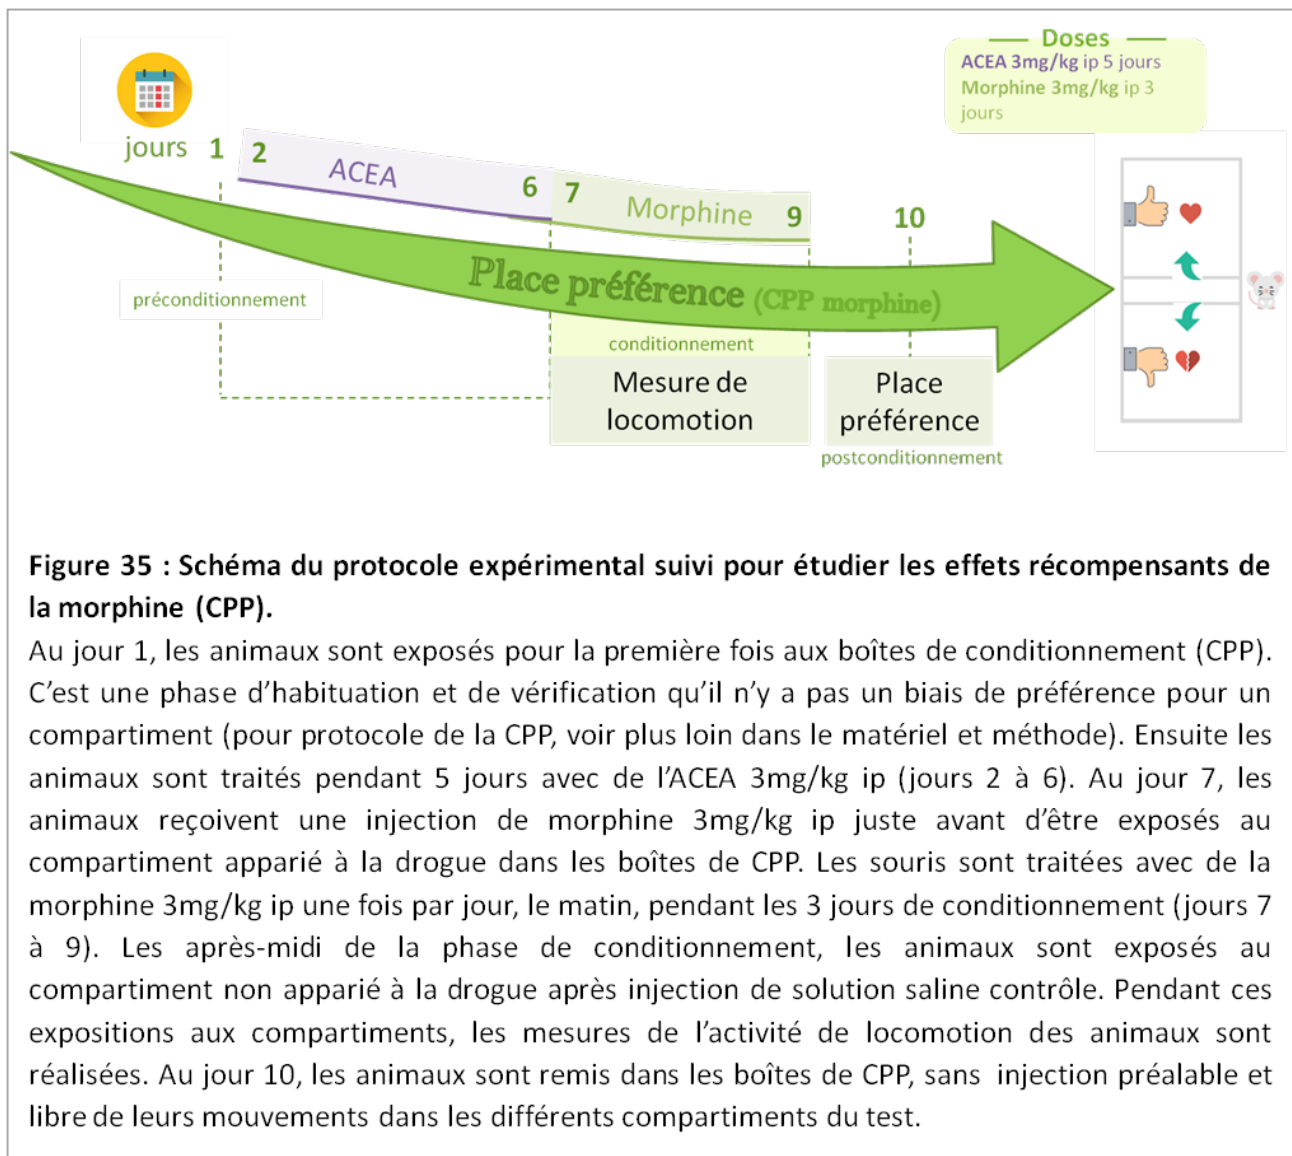 Doses
ACEA 3mg/kg ip 5 jours
Morphine 3mg/kg ip 3
jours
jours 1 2 ACEA 6 7 Morphine 9 10
Place préférence (CPP morphine)
préconditionnement
conditionnement
Mesure de
locomotion
Place
préférence
postconditionnement
Figure 35 : Schéma du protocole expérimental suivi pour étudier les effets récompensants de
la morphine (CPP).
Au jour 1, les animaux sont exposés pour la première fois aux boîtes de conditionnement (CPP).
C’est une phase d’habituation et de vérification qu’il n’y a pas un biais de préférence pour un
compartiment (pour protocole de la CPP, voir plus loin dans le matériel et méthode). Ensuite les
animaux sont traités pendant 5 jours avec de l’ACEA 3mg/kg ip (jours 2 à 6). Au jour 7, les
animaux reçoivent une injection de morphine 3mg/kg ip juste avant d’être exposés au
compartiment apparié à la drogue dans les boîtes de CPP. Les souris sont traitées avec de la
morphine 3mg/kg ip une fois par jour, le matin, pendant les 3 jours de conditionnement (jours 7
à 9). Les après-midi de la phase de conditionnement, les animaux sont exposés au
compartiment non apparié à la drogue après injection de solution saline contrôle. Pendant ces
expositions aux compartiments, les mesures de l’activité de locomotion des animaux sont
réalisées. Au jour 10, les animaux sont remis dans les boîtes de CPP, sans injection préalable et
libre de leurs mouvements dans les différents compartiments du test.